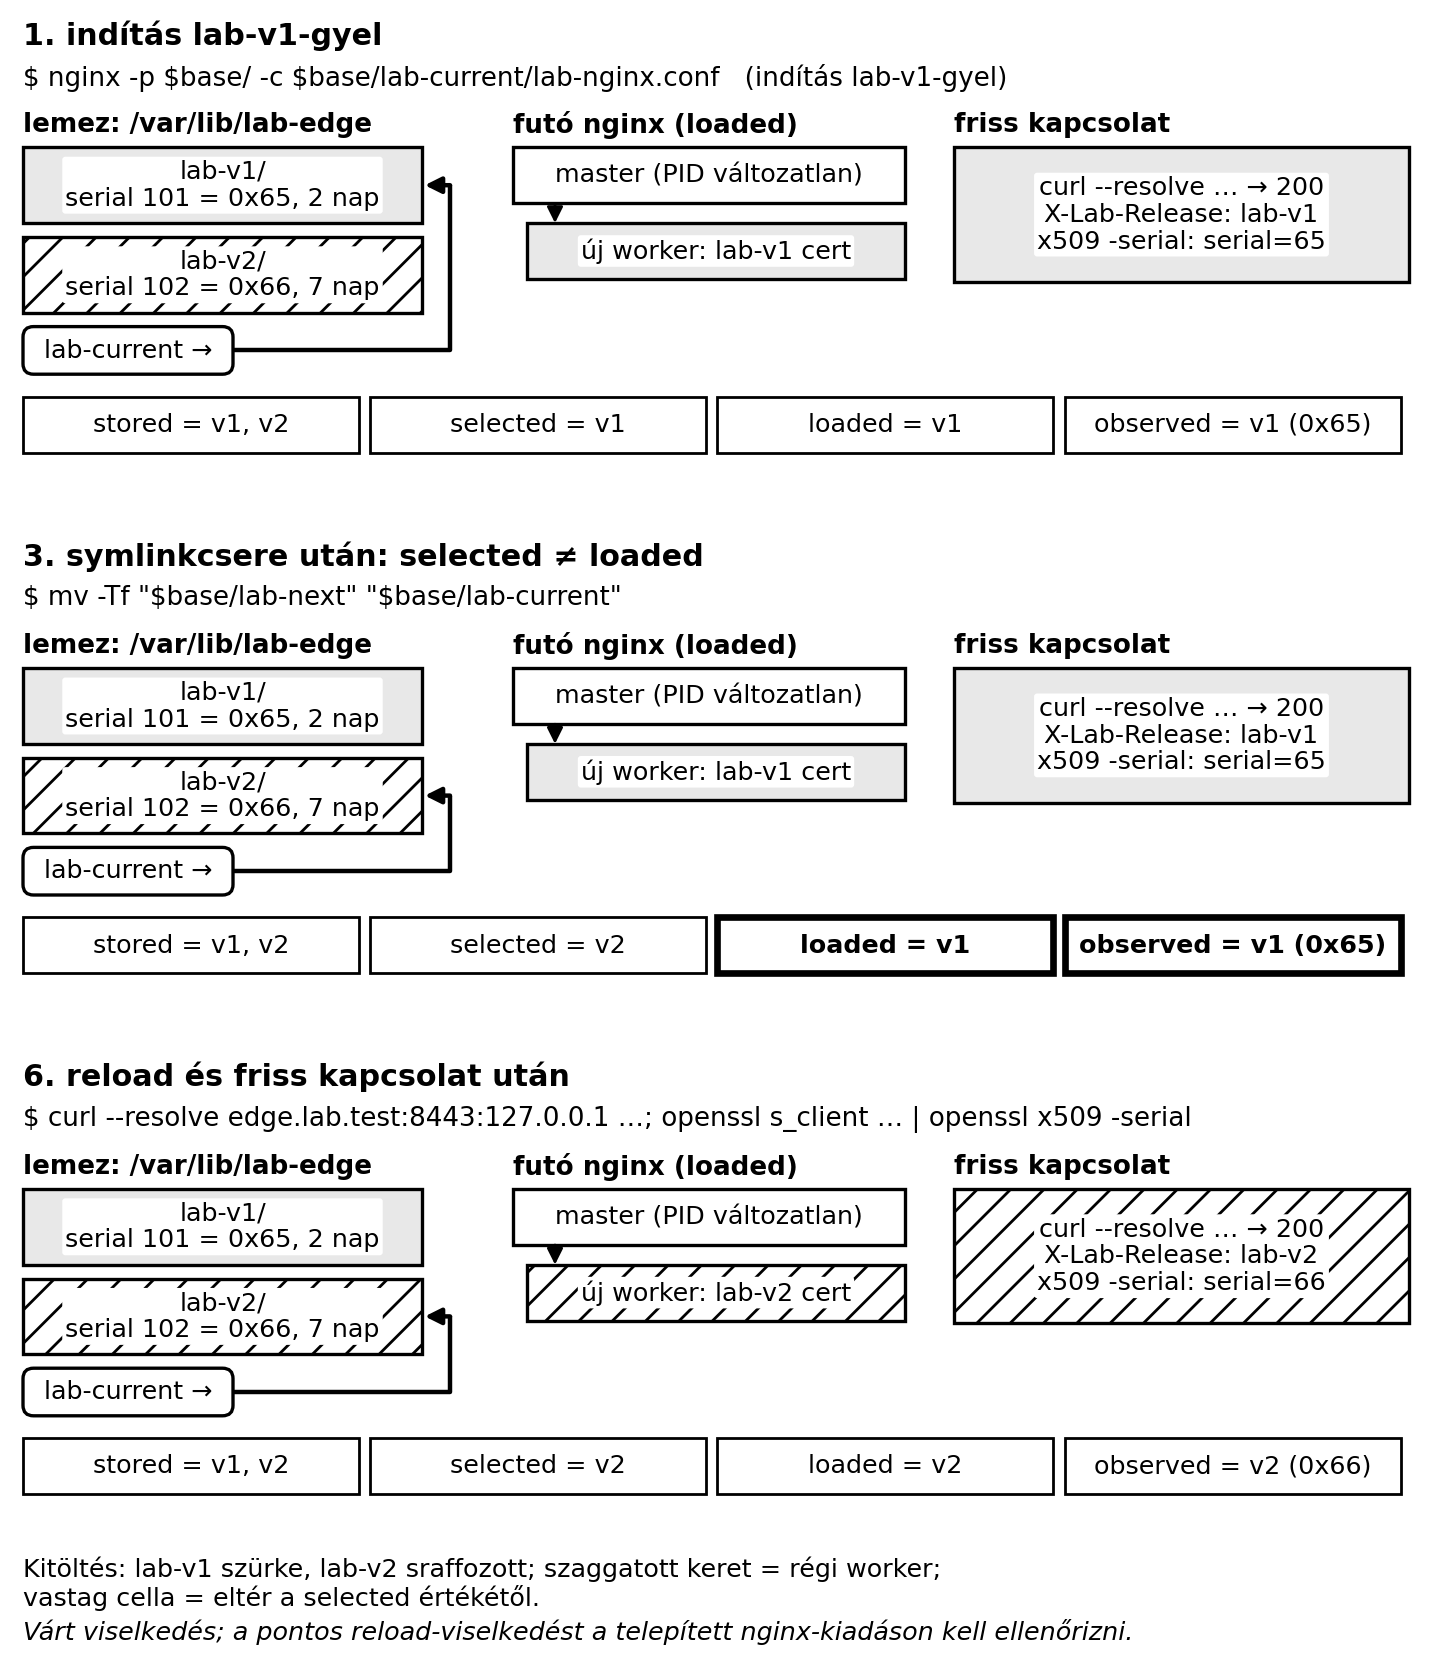 1. indítás lab-v1-gyel
$ nginx -p $base/ -c $base/lab-current/lab-nginx.conf   (indítás lab-v1-gyel)
lemez: /var/lib/lab-edge
lab-v1/
serial 101 = 0x65, 2 nap
lab-v2/
serial 102 = 0x66, 7 nap
lab-current →
futó nginx (loaded)
master (PID változatlan)
új worker: lab-v1 cert
friss kapcsolat
curl --resolve … → 200
X-Lab-Release: lab-v1
x509 -serial: serial=65
stored = v1, v2
selected = v1
loaded = v1
observed = v1 (0x65)
3. symlinkcsere után: selected ≠ loaded
$ mv -Tf "$base/lab-next" "$base/lab-current"
lemez: /var/lib/lab-edge
lab-v1/
serial 101 = 0x65, 2 nap
lab-v2/
serial 102 = 0x66, 7 nap
lab-current →
futó nginx (loaded)
master (PID változatlan)
új worker: lab-v1 cert
friss kapcsolat
curl --resolve … → 200
X-Lab-Release: lab-v1
x509 -serial: serial=65
stored = v1, v2
selected = v2
loaded = v1
observed = v1 (0x65)
6. reload és friss kapcsolat után
$ curl --resolve edge.lab.test:8443:127.0.0.1 …; openssl s_client … | openssl x509 -serial
lemez: /var/lib/lab-edge
lab-v1/
serial 101 = 0x65, 2 nap
lab-v2/
serial 102 = 0x66, 7 nap
lab-current →
futó nginx (loaded)
master (PID változatlan)
új worker: lab-v2 cert
friss kapcsolat
curl --resolve … → 200
X-Lab-Release: lab-v2
x509 -serial: serial=66
stored = v1, v2
selected = v2
loaded = v2
observed = v2 (0x66)
Kitöltés: lab-v1 szürke, lab-v2 sraffozott; szaggatott keret = régi worker;
vastag cella = eltér a selected értékétől.
Várt viselkedés; a pontos reload-viselkedést a telepített nginx-kiadáson kell ellenőrizni.